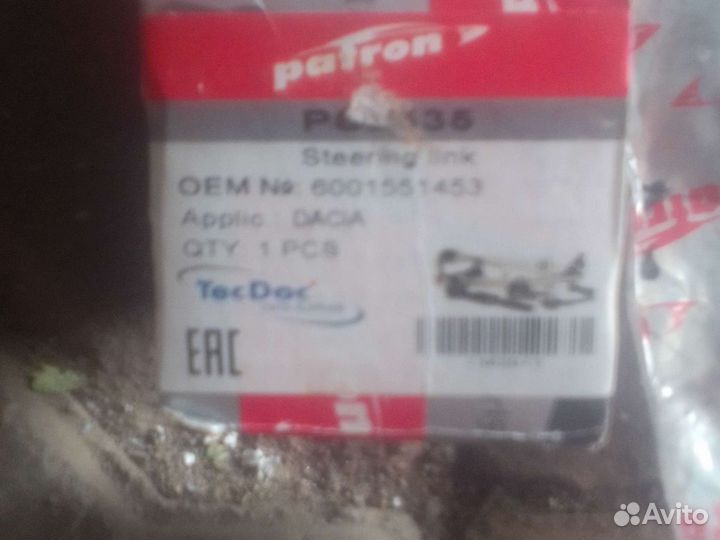 patron
Steering link
OEM №: 6001551453
Applic.: DACIA
QTY: 1 PCS
TecDoc
EAC
Avito